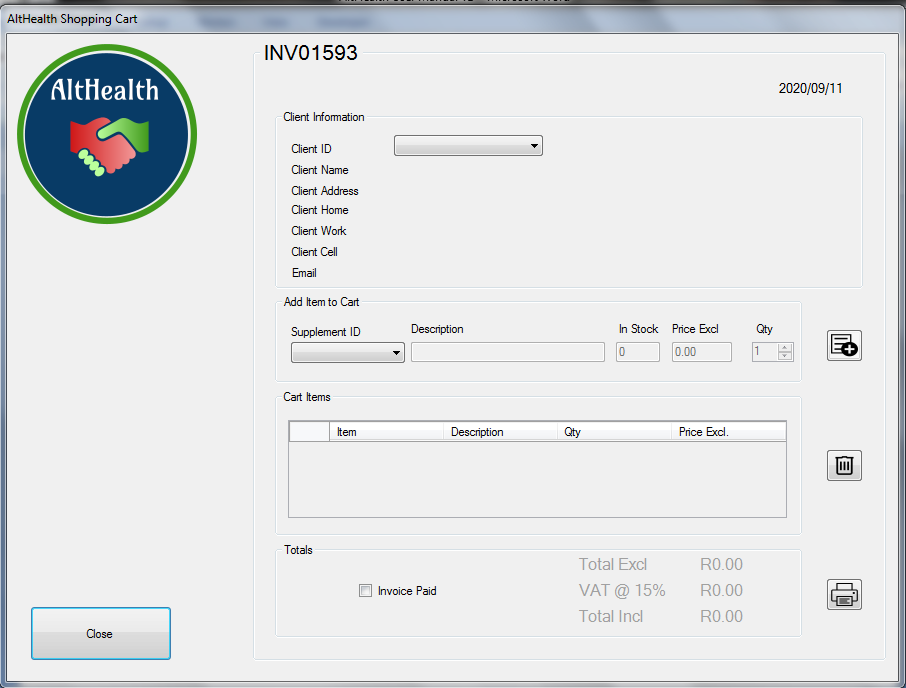 AltHealth Shopping Cart
AltHealth
INV01593
2020/09/11
Client Information
Client ID
Client Name
Client Address
Client Home
Client Work
Client Cell
Email
Add Item to Cart
Supplement ID Description In Stock Price Excl Qty
0 0.00 1
Cart Items
Item Description Qty Price Excl.
Totals
Total Excl R0.00
Invoice Paid VAT @ 15% R0.00
Total Incl R0.00
Close